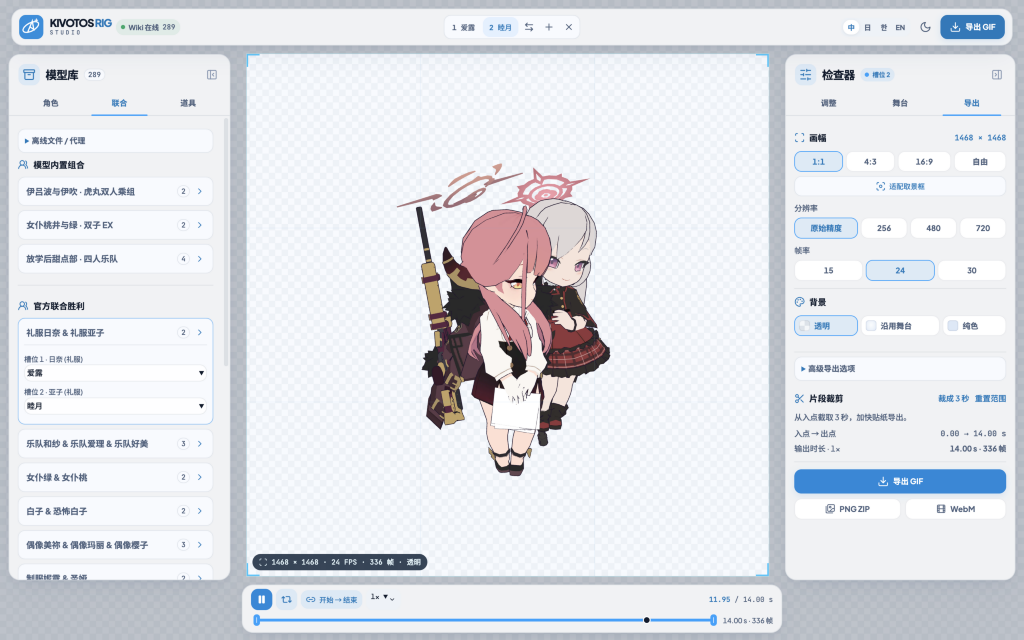 KIVOTOS RIG
STUDIO
Wiki 在线 289
1 爱露
2 睦月
中 日 한 EN
导出 GIF
模型库 289
角色 联合 道具
离线文件 / 代理
模型内置组合
伊吕波与伊吹 · 虎丸双人乘组 2
女仆桃井与绿 · 双子 EX 2
放学后甜点部 · 四人乐队 4
官方联合胜利
礼服日奈 & 礼服亚子 2
槽位 1 · 日奈 (礼服)
爱露
槽位 2 · 亚子 (礼服)
睦月
乐队和纱 & 乐队爱理 & 乐队好美 3
女仆绿 & 女仆桃 2
白子 & 恐怖白子 2
偶像美祢 & 偶像玛丽 & 偶像樱子 3
1468 × 1468 · 24 FPS · 336 帧 · 透明
开始 → 结束
1×
11.95 / 14.00 s
14.00 s · 336 帧
检查器 槽位 2
调整 舞台 导出
画幅 1468 × 1468
1:1 4:3 16:9 自由
适配取景框
分辨率
原始精度 256 480 720
帧率
15 24 30
背景
透明 沿用舞台 纯色
高级导出选项
片段裁剪 截成 3 秒 重置范围
从入点截取 3 秒，加快贴纸导出。
入点 → 出点 0.00 → 14.00 s
输出时长 · 1× 14.00 s · 336 帧
导出 GIF
PNG ZIP WebM